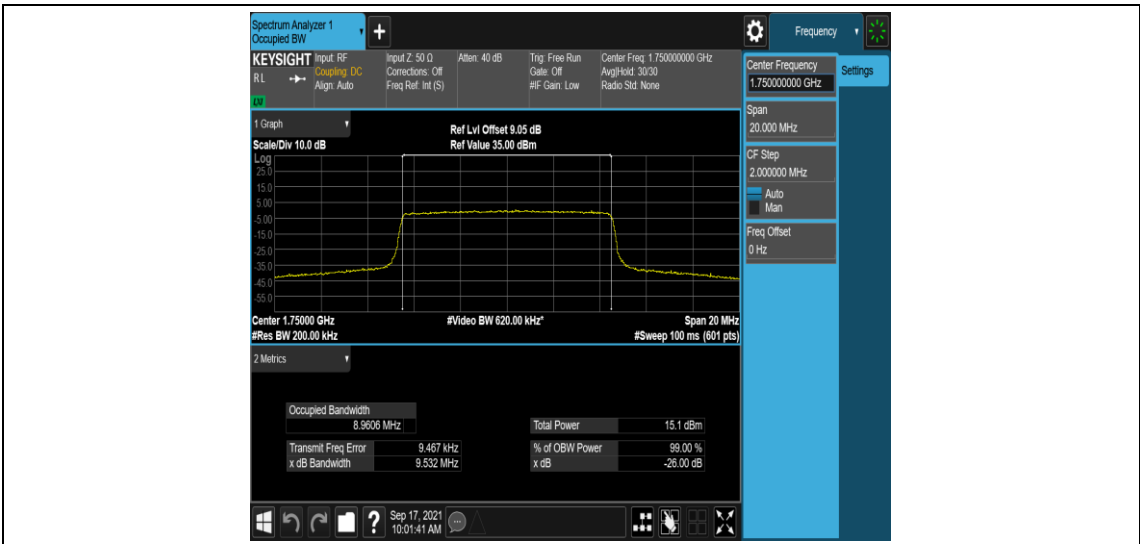 Spectrum Analyzer 1
Occupied BW
+
Frequency
KEYSIGHT Input: RF Input Z: 50 Ω Atten: 40 dB Trig: Free Run Center Freq: 1.750000000 GHz
RL Coupling: DC Corrections: Off Gate: Off Avg|Hold: 30/30
Align: Auto Freq Ref: Int (S) #IF Gain: Low Radio Std: None
Center Frequency
1.750000000 GHz
Settings
Span
20.000 MHz
CF Step
2.000000 MHz
Auto
Man
Freq Offset
0 Hz
1 Graph
Ref Lvl Offset 9.05 dB
Scale/Div 10.0 dB Ref Value 35.00 dBm
Log
25.0
15.0
5.00
-5.00
-15.0
-25.0
-35.0
-45.0
-55.0
Center 1.75000 GHz #Video BW 620.00 kHz* Span 20 MHz
#Res BW 200.00 kHz #Sweep 100 ms (601 pts)
2 Metrics
Occupied Bandwidth
8.9606 MHz
Total Power 15.1 dBm
Transmit Freq Error 9.467 kHz % of OBW Power 99.00 %
x dB Bandwidth 9.532 MHz x dB -26.00 dB
?
Sep 17, 2021
10:01:41 AM